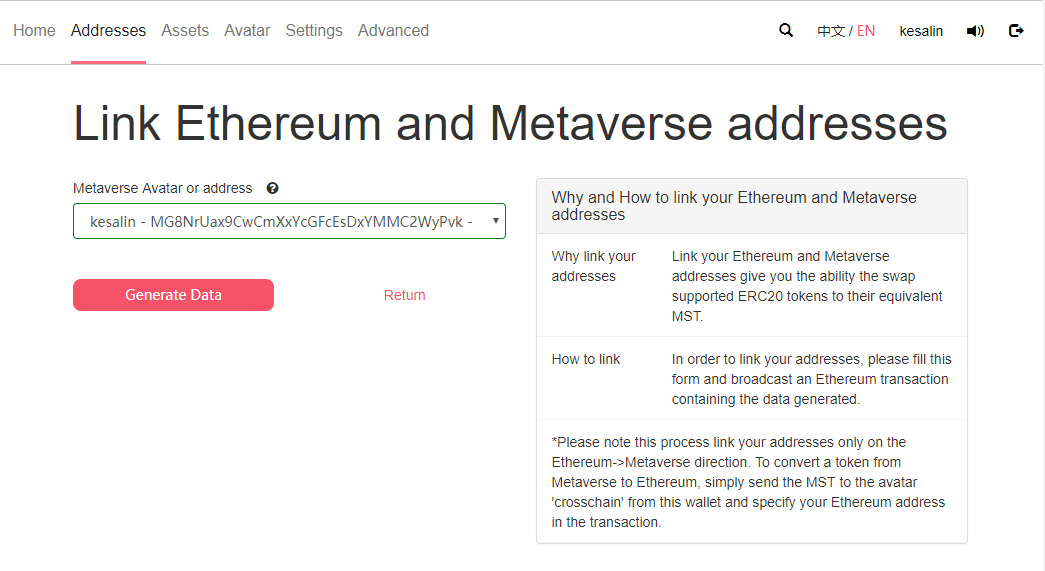 Home Addresses Assets Avatar Settings Advanced 中文 / EN kesalin
Link Ethereum and Metaverse addresses
Metaverse Avatar or address
kesalin - MG8NrUax9CwCmXxYcGFcEsDxYMMC2WyPvk -
Generate Data Return
Why and How to link your Ethereum and Metaverse
addresses
Why link your
addresses
Link your Ethereum and Metaverse
addresses give you the ability the swap
supported ERC20 tokens to their equivalent
MST.
How to link
In order to link your addresses, please fill this
form and broadcast an Ethereum transaction
containing the data generated.
*Please note this process link your addresses only on the
Ethereum->Metaverse direction. To convert a token from
Metaverse to Ethereum, simply send the MST to the avatar
'crosschain' from this wallet and specify your Ethereum address
in the transaction.